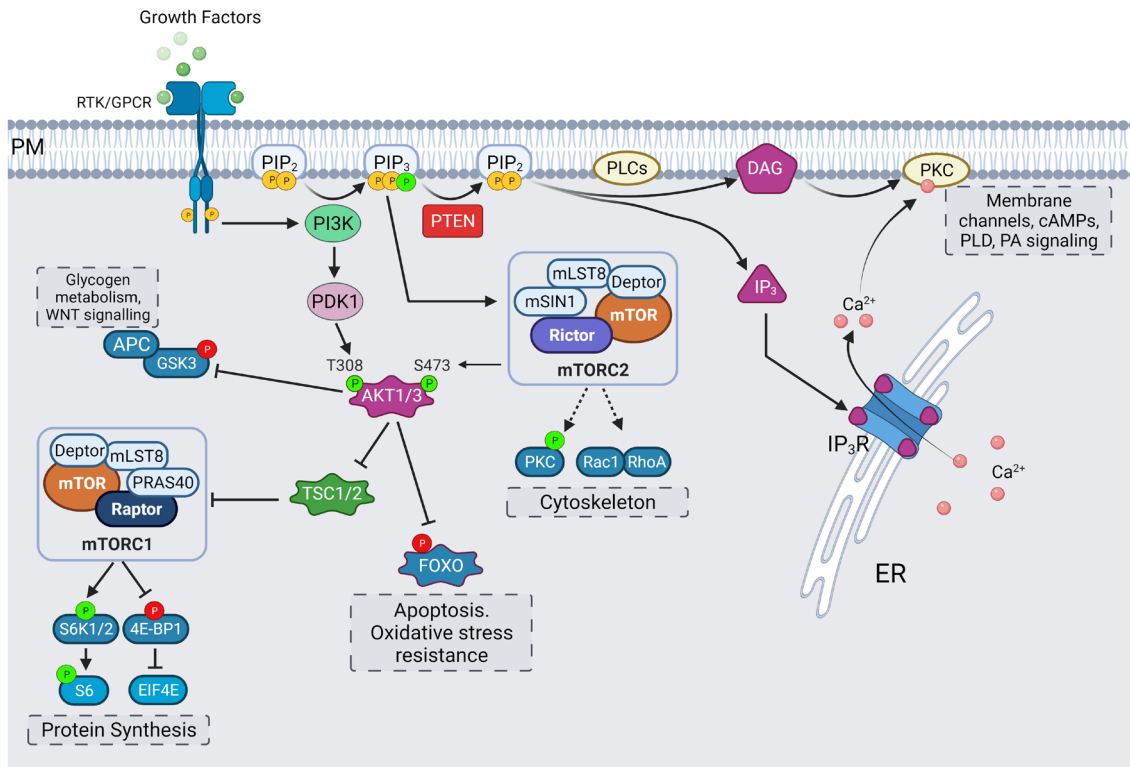 Growth Factors
RTK/GPCR
PM
PIP2
P P
PIP3
P P P
PIP2
P P
PLCs
DAG
PKC
P P
PI3K
PTEN
Membrane
channels, cAMPs,
PLD, PA signaling
Glycogen
metabolism,
WNT signalling
PDK1
mLST8
Deptor
mSIN1
mTOR
Rictor
mTORC2
IP3
Ca2+
APC
GSK3
P
T308
S473
P
P
AKT1/3
P
PKC
Rac1
RhoA
Cytoskeleton
IP3R
Ca2+
ER
Deptor
mLST8
mTOR
PRAS40
Raptor
mTORC1
TSC1/2
P
FOXO
Apoptosis.
Oxidative stress
resistance
P
S6K1/2
P
4E-BP1
P
S6
EIF4E
Protein Synthesis